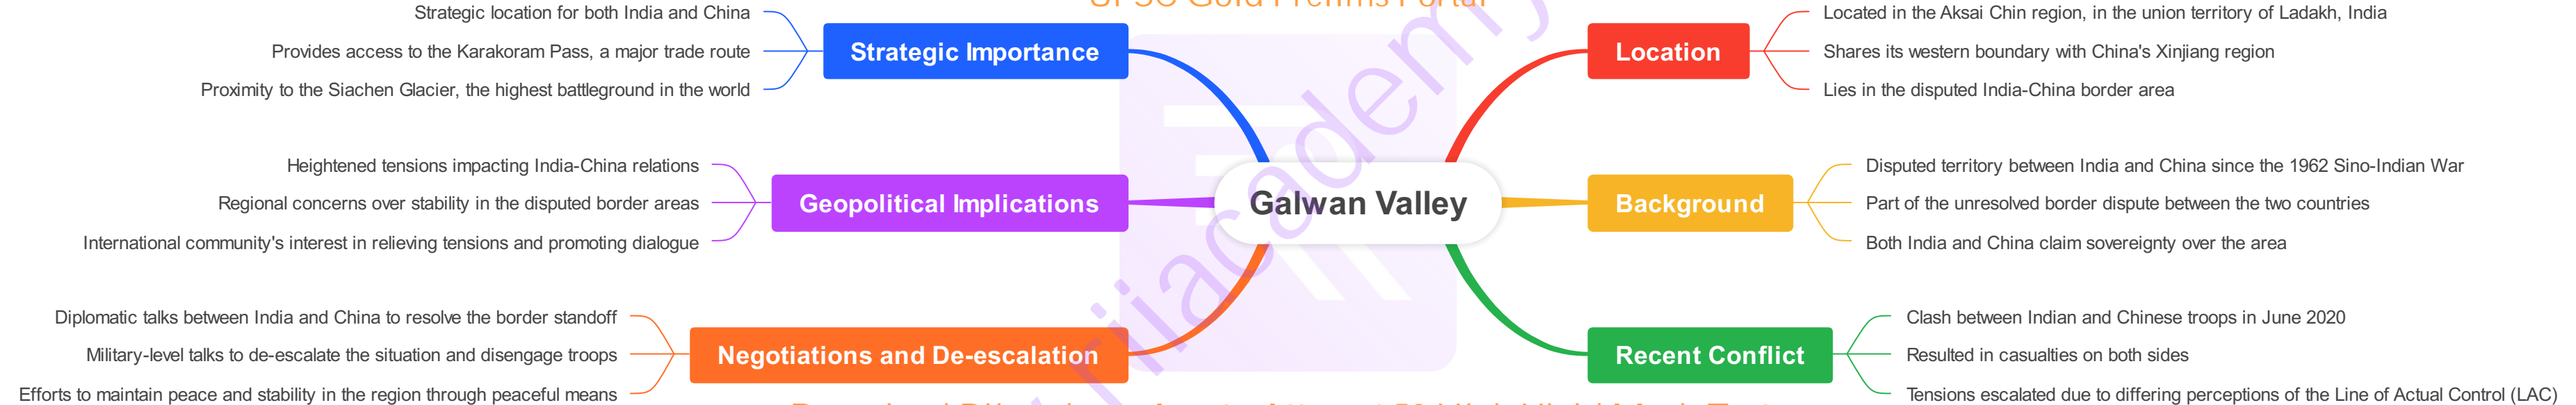 UPSC Gold Prelims Portal
Strategic Importance
Strategic location for both India and China
Provides access to the Karakoram Pass, a major trade route
Proximity to the Siachen Glacier, the highest battleground in the world
Geopolitical Implications
Heightened tensions impacting India-China relations
Regional concerns over stability in the disputed border areas
International community's interest in relieving tensions and promoting dialogue
Negotiations and De-escalation
Diplomatic talks between India and China to resolve the border standoff
Military-level talks to de-escalate the situation and disengage troops
Efforts to maintain peace and stability in the region through peaceful means
Galwan Valley
Location
Located in the Aksai Chin region, in the union territory of Ladakh, India
Shares its western boundary with China's Xinjiang region
Lies in the disputed India-China border area
Background
Disputed territory between India and China since the 1962 Sino-Indian War
Part of the unresolved border dispute between the two countries
Both India and China claim sovereignty over the area
Recent Conflict
Clash between Indian and Chinese troops in June 2020
Resulted in casualties on both sides
Tensions escalated due to differing perceptions of the Line of Actual Control (LAC)